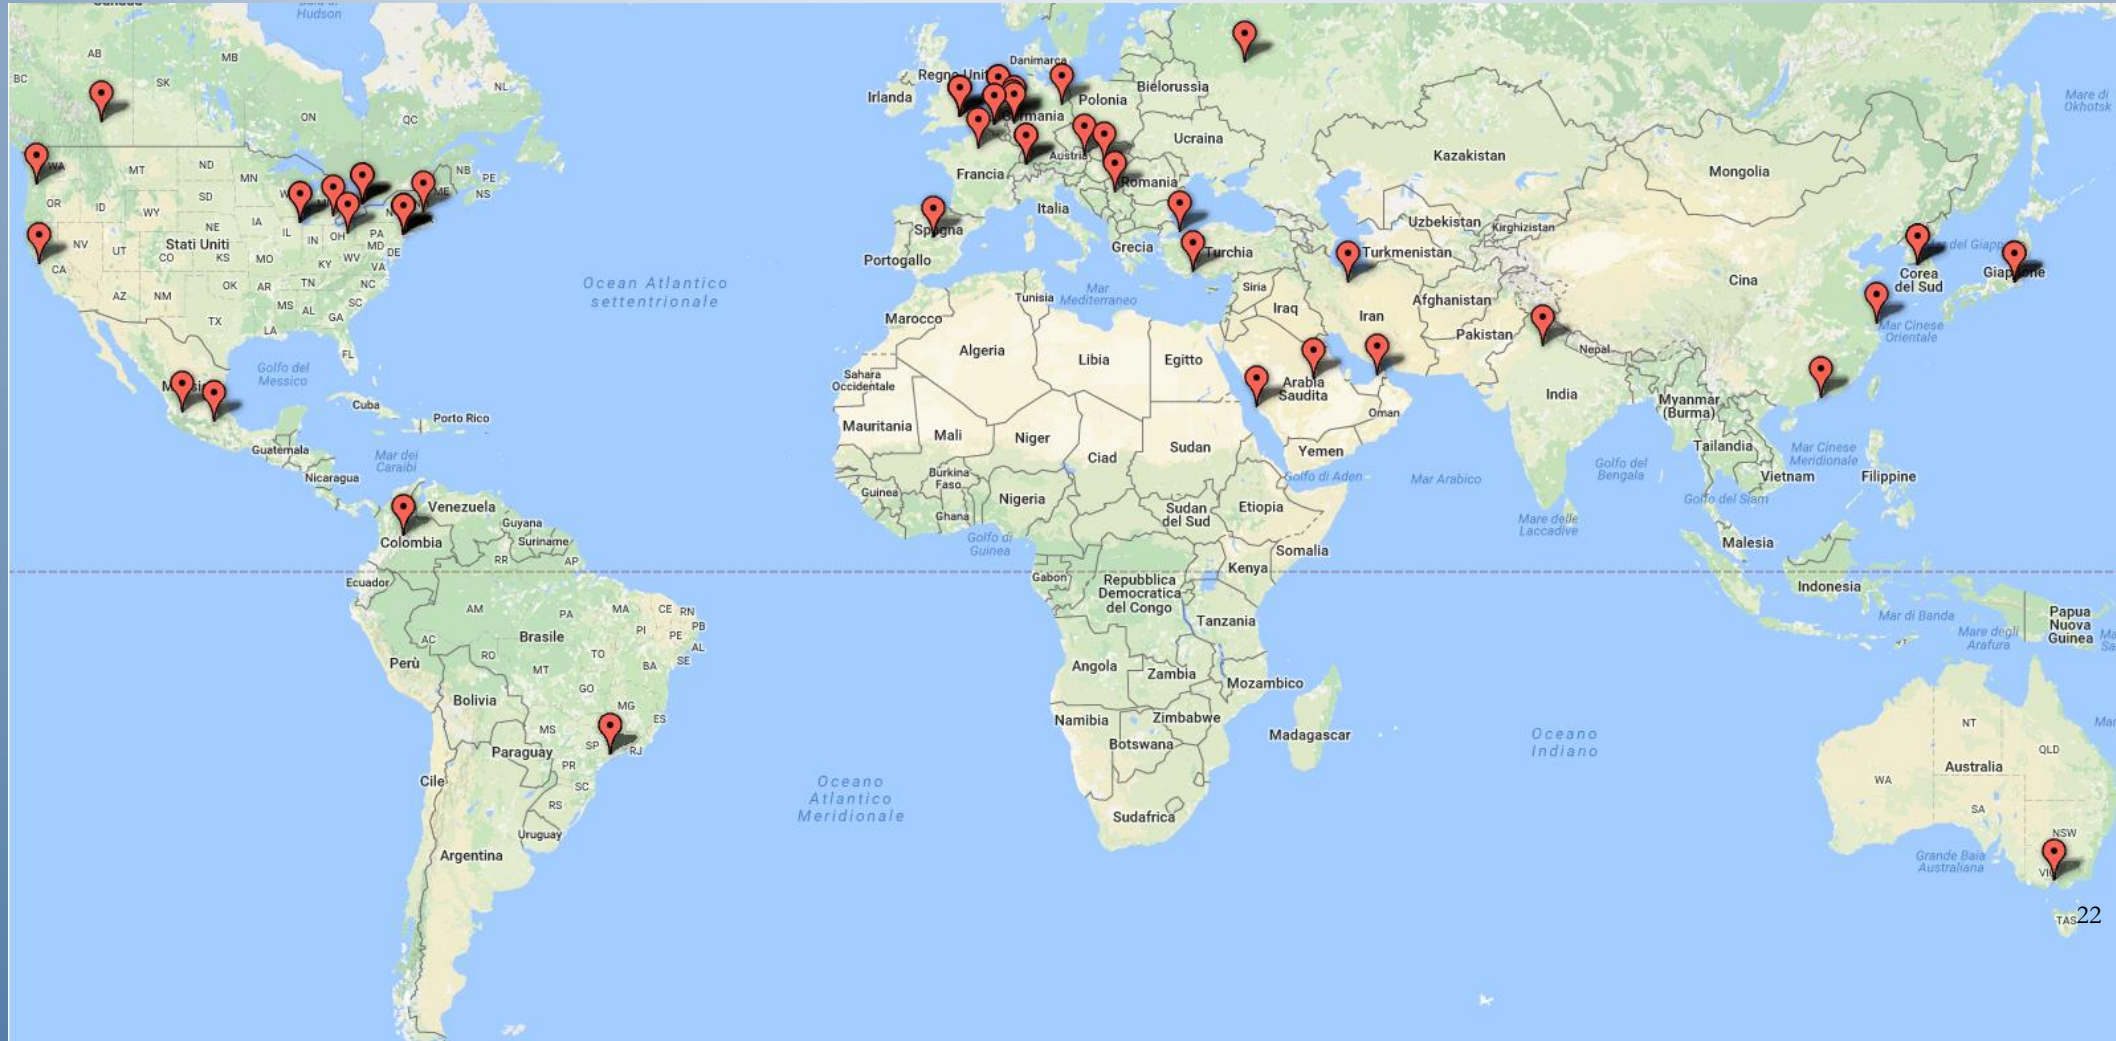 Baia di
Hudson
AB
MB
BC
SK
NL
ON
QC
WA
MT
ND
MN
NB
PE
NS
ME
OR
ID
WY
SD
NE
IA
IL
IN
OH
PA
MD
DE
NV
UT
Stati Uniti
CO
KS
MO
KY
WV
VA
CA
AZ
NM
OK
AR
TN
NC
MS
AL
SC
GA
TX
LA
FL
Golfo del
Messico
Cuba
Porto Rico
Guatemala
Mar dei
Caraibi
Nicaragua
Venezuela
Guyana
Suriname
Colombia
RR
AP
Ecuador
AM
PA
MA
CE
RN
PB
PI
PE
AL
SE
AC
Brasile
TO
BA
RO
MT
Perù
GO
Bolivia
MG
ES
MS
SP
RJ
Paraguay
PR
SC
Cile
RS
Uruguay
Argentina
Ocean Atlantico
settentrionale
Oceano
Atlantico
Meridionale
Danimarca
Irlanda
Polonia
Bielorussia
Ucraina
Austria
Francia
Romania
Italia
Spagna
Portogallo
Grecia
Turchia
Mar
Mediterraneo
Tunisia
Marocco
Siria
Iraq
Iran
Algeria
Libia
Egitto
Sahara
Occidentale
Arabia
Saudita
Mauritania
Mali
Niger
Ciad
Sudan
Oman
Yemen
Golfo di Aden
Burkina
Faso
Guinea
Nigeria
Ghana
Sudan
del Sud
Etiopia
Golfo di
Guinea
Somalia
Gabon
Kenya
Repubblica
Democratica
del Congo
Tanzania
Angola
Zambia
Mozambico
Namibia
Zimbabwe
Botswana
Madagascar
Sudafrica
Kazakistan
Mongolia
Uzbekistan
Kirghizistan
Turkmenistan
Afghanistan
Pakistan
Nepal
Cina
India
Myanmar
(Burma)
Tailandia
Vietnam
Mar Arabico
Golfo del
Bengala
Mare delle
Laccadive
Golfo del Siam
Mar Cinese
Meridionale
Filippine
Malesia
Indonesia
Mare di
Okhotsk
Corea
del Sud
Giappone
Mar Cinese
Orientale
Mar di Banda
Mare degli
Arafura
Papua
Nuova
Guinea
Oceano
Indiano
NT
QLD
Australia
WA
SA
NSW
Grande Baia
Australiana
TAS
22